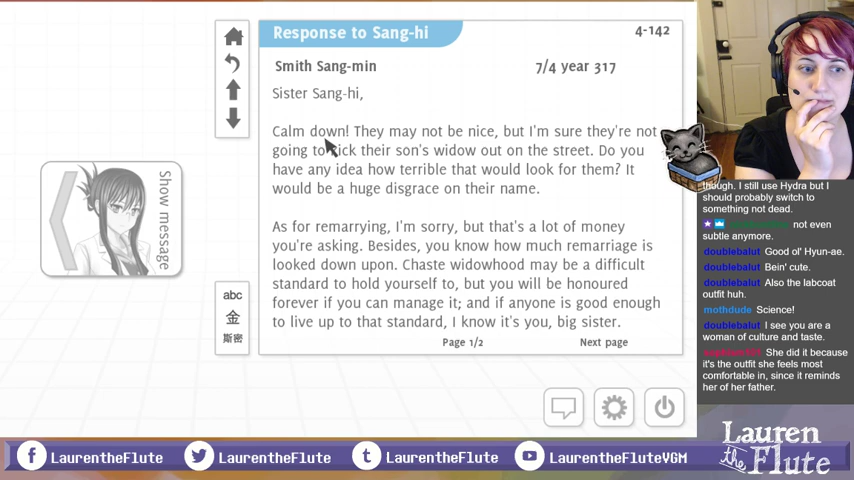 Response to Sang-hi
4-142
Smith Sang-min
7/4 year 317
Sister Sang-hi,
Calm down! They may not be nice, but I'm sure they're not
going to kick their son's widow out on the street. Do you
have any idea how terrible that would look for them? It
would be a huge disgrace on their name.
As for remarrying, I'm sorry, but that's a lot of money
you're asking. Besides, you know how much remarriage is
looked down upon. Chaste widowhood may be a difficult
standard to hold yourself to, but you will be honoured
forever if you can manage it; and if anyone is good enough
to live up to that standard, I know it's you, big sister.
Page 1/2
Next page
Show message
abc
金
斯密
though. I still use Hydra but I
should probably switch to
something not dead.
not even
subtle anymore.
doublebalut Good ol' Hyun-ae.
doublebalut Bein' cute.
doublebalut Also the labcoat
outfit huh.
mothdude Science!
doublebalut I see you are a
woman of culture and taste.
She did it because
it's the outfit she feels most
comfortable in, since it reminds
her of her father.
LaurentheFlute
LaurentheFlute
LaurentheFlute
LaurentheFluteVGM
Lauren
the Flute